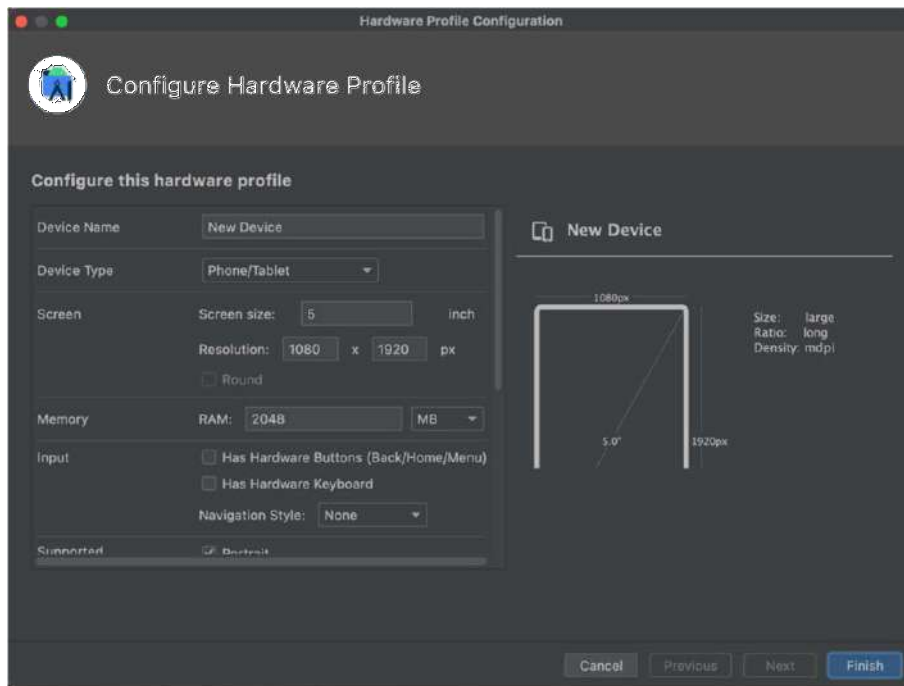 Hardware Profile Configuration
Configure Hardware Profile
Configure this hardware profile
Device Name New Device
Device Type Phone/Tablet
Screen Screen size: 5 inch
Resolution: 1080 x 1920 px
Round
Memory RAM: 2048 MB
Input Has Hardware Buttons (Back/Home/Menu)
Has Hardware Keyboard
Navigation Style: None
Supported Portrait
New Device
1080px
Size: large
Ratio: long
Density: mdpi
5.0"
1920px
Cancel Previous Next Finish